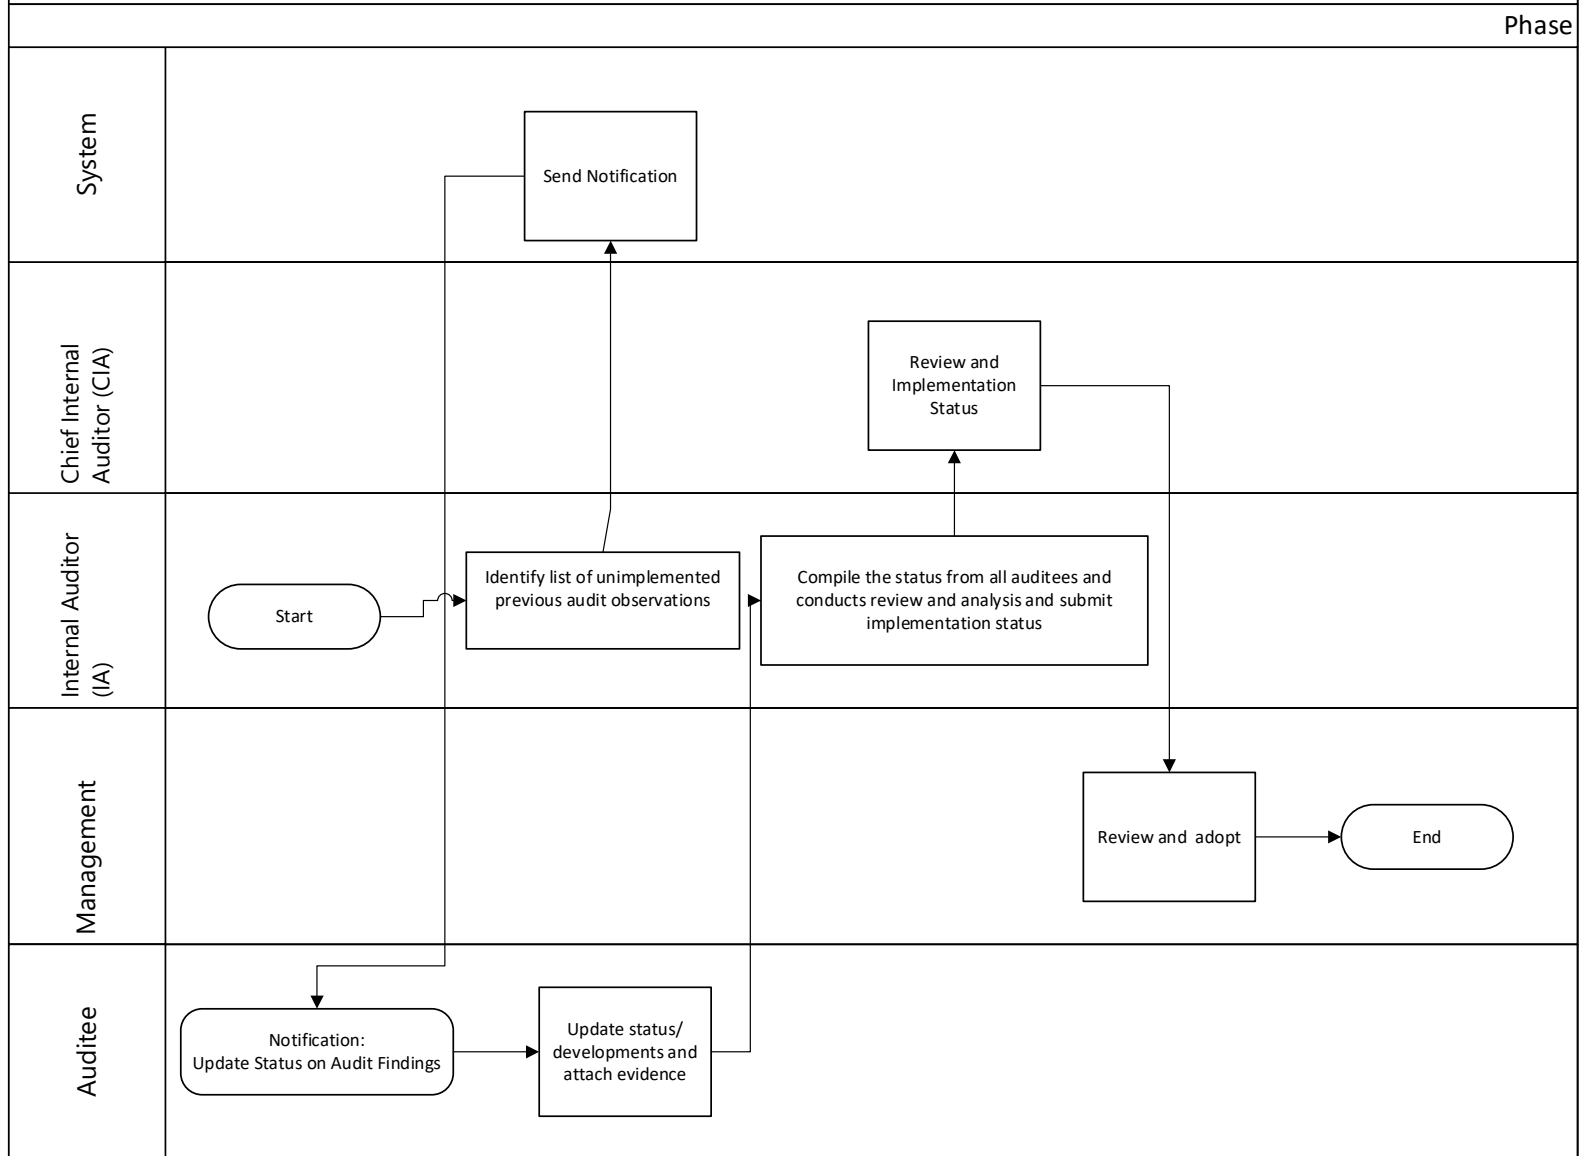 Phase
System
Send Notification
Chief Internal
Auditor (CIA)
Review and
Implementation
Status
Internal Auditor
(IA)
Start
Identify list of unimplemented
previous audit observations
Compile the status from all auditees and
conducts review and analysis and submit
implementation status
Management
Review and  adopt
End
Auditee
Notification:
Update Status on Audit Findings
Update status/
developments and
attach evidence